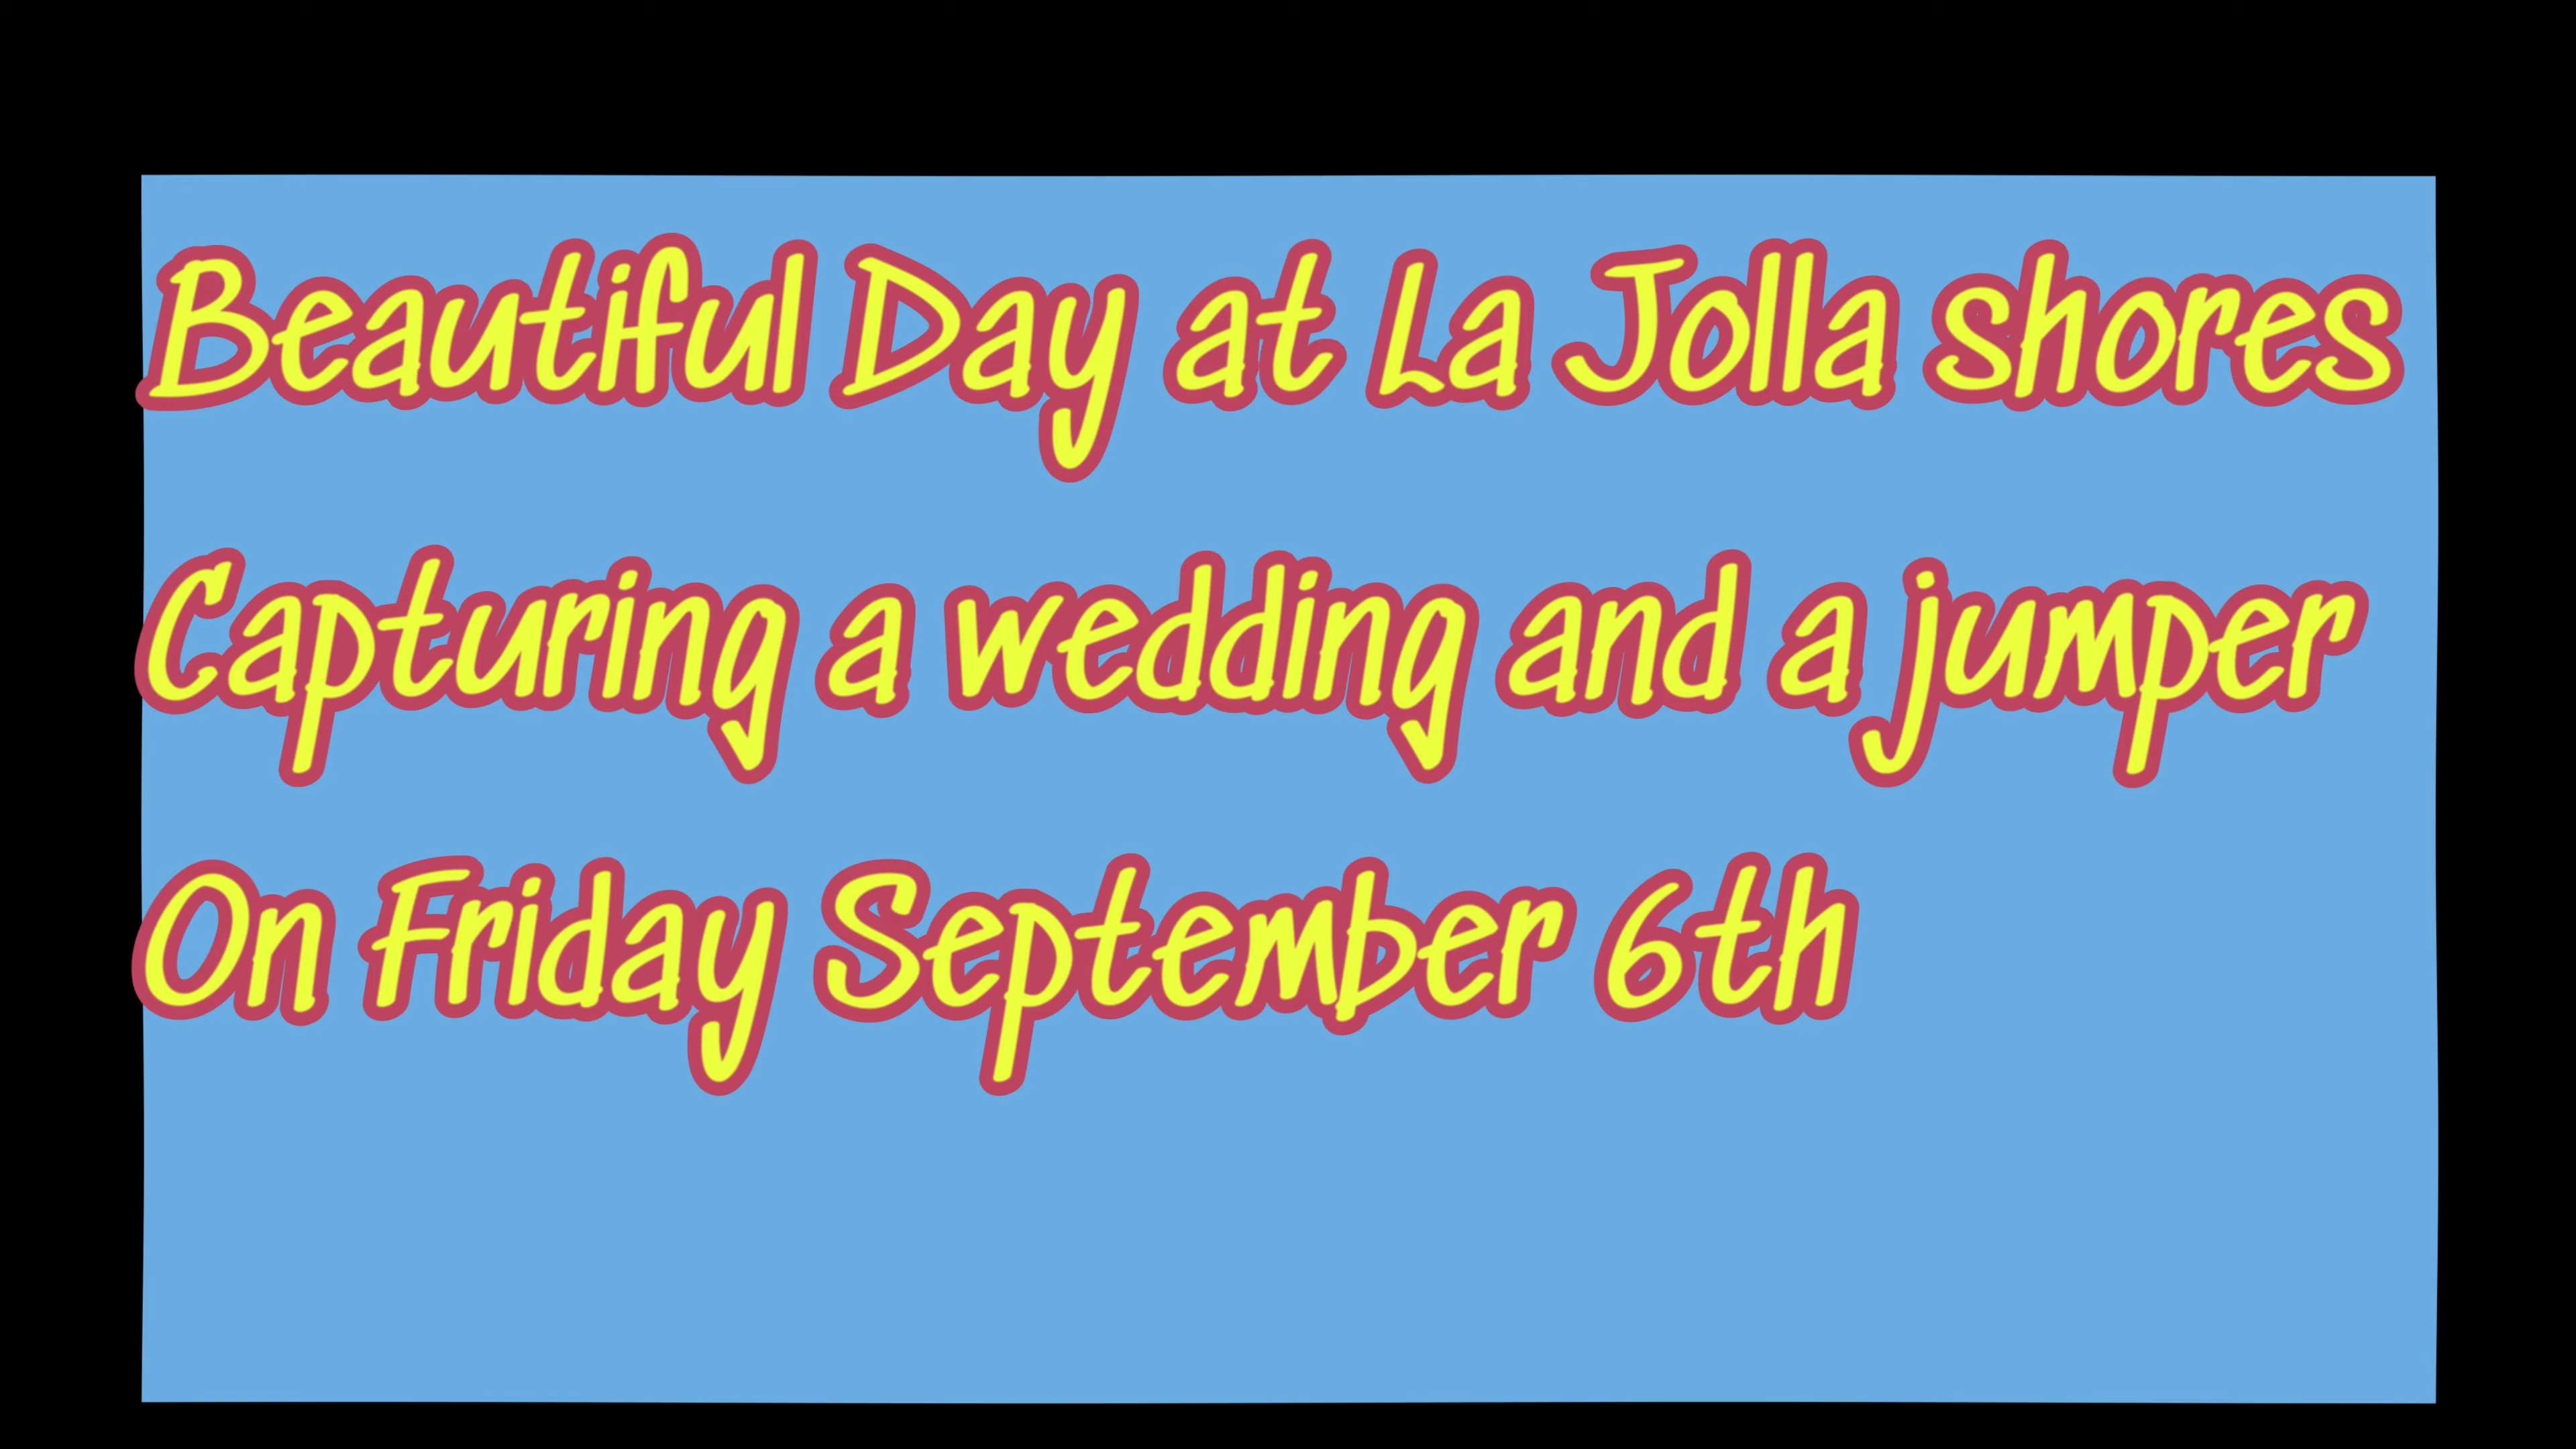 Beautiful Day at La Jolla shores
Capturing a wedding and a jumper
On Friday September 6th